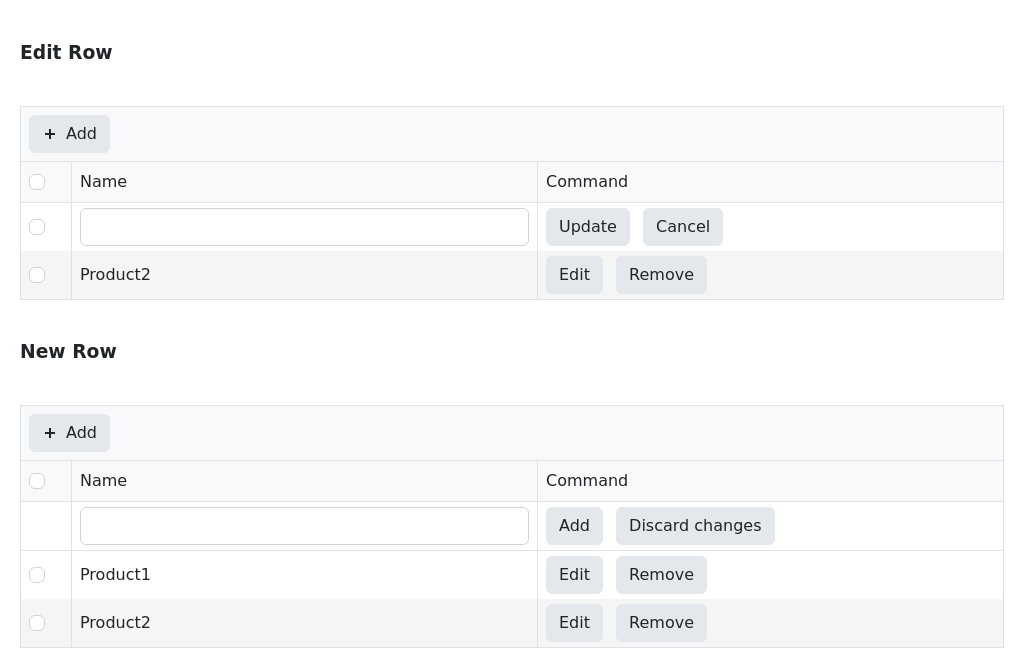 Edit Row
+ Add
Name Command
Update Cancel
Product2 Edit Remove
New Row
+ Add
Name Command
Add Discard changes
Product1 Edit Remove
Product2 Edit Remove